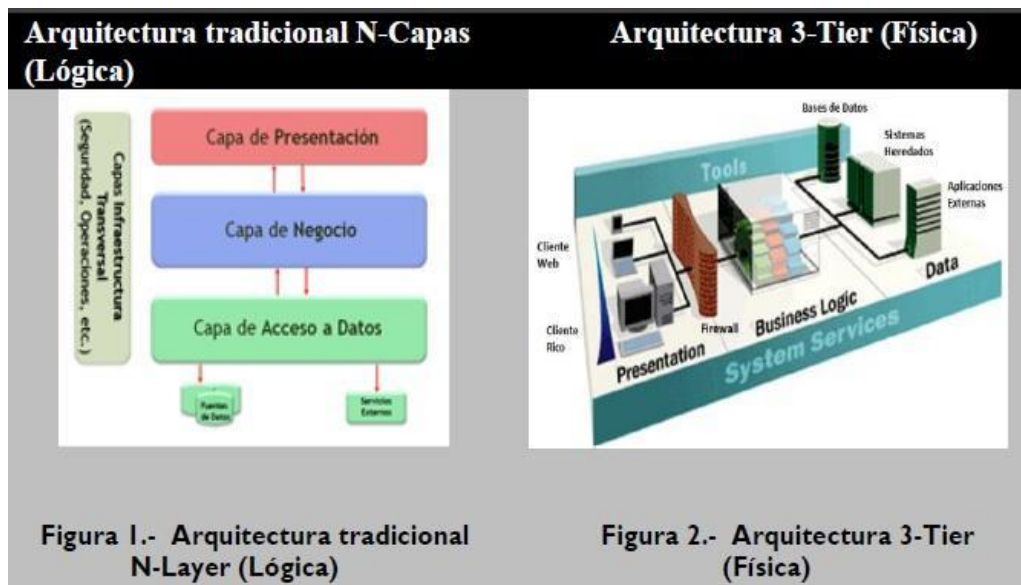 Arquitectura tradicional N-Capas
(Lógica)
Arquitectura 3-Tier (Física)
Capas Infraestructura
Transversal
(Seguridad, Operaciones, etc.)
Capa de Presentación
Capa de Negocio
Capa de Acceso a Datos
Fuentes
de Datos
Servicios
Externos
Bases de Datos
Sistemas
Heredados
Aplicaciones
Externas
Tools
Cliente
Web
Cliente
Rico
Firewall
Presentation
Business Logic
Data
System Services
Figura 1.- Arquitectura tradicional
N-Layer (Lógica)
Figura 2.- Arquitectura 3-Tier
(Física)